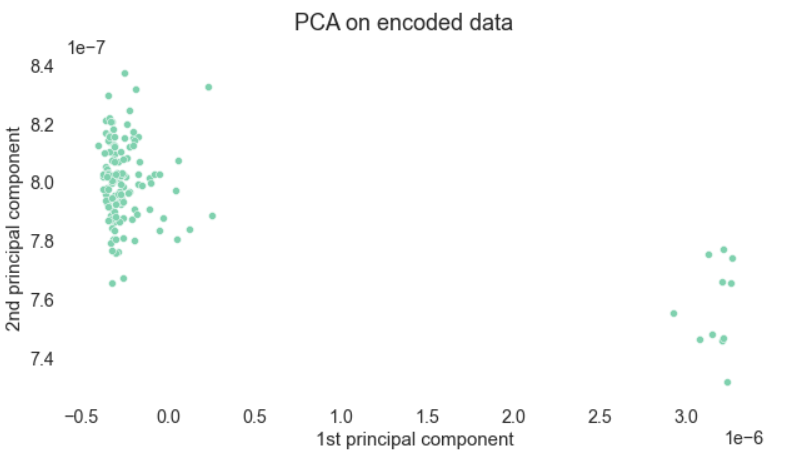 PCA on encoded data
1e−7
8.4
8.2
8.0
7.8
7.6
7.4
2nd principal component
−0.5 0.0 0.5 1.0 1.5 2.0 2.5 3.0
1e−6
1st principal component